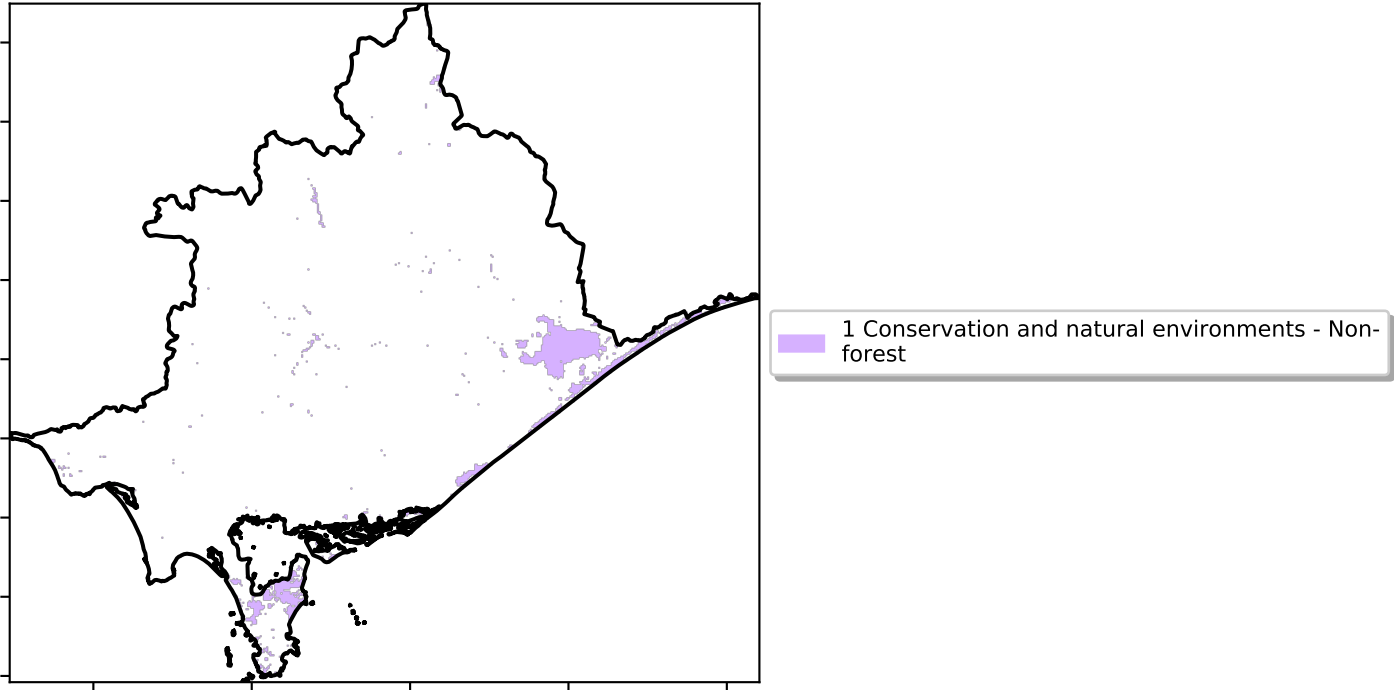 1 Conservation and natural environments - Non-
forest